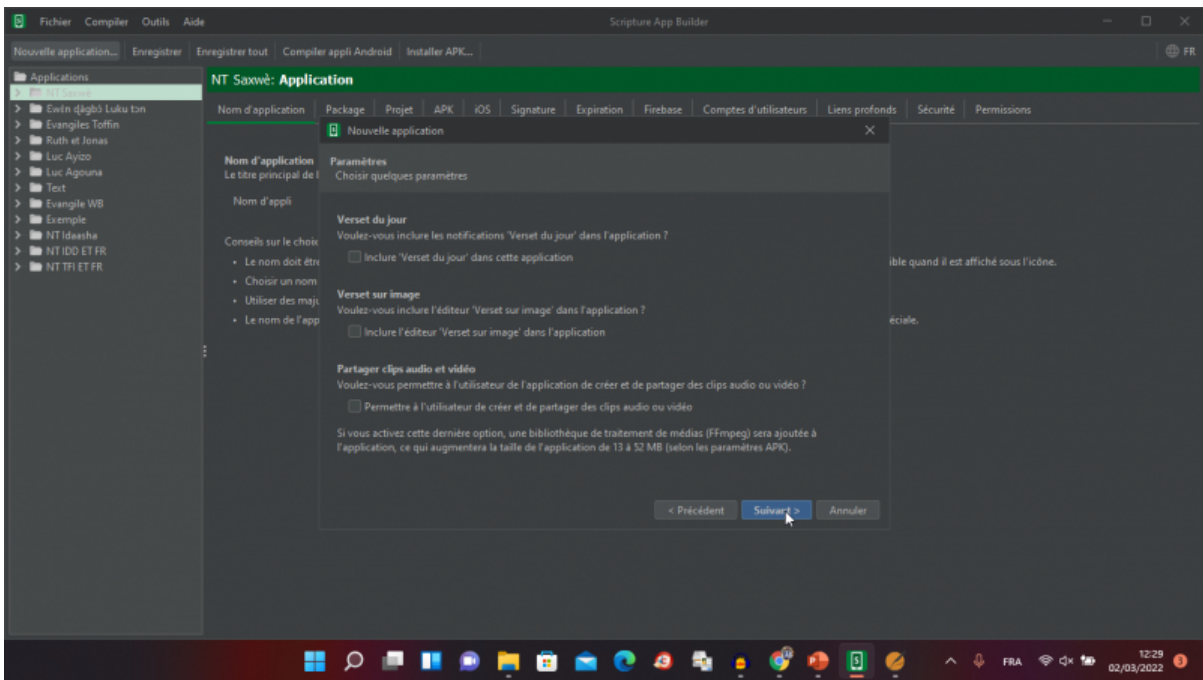 Fichier Compiler Outils Aide
Scripture App Builder
Nouvelle application... Enregistrer Enregistrer tout Compiler appli Android Installer APK...
FR
Applications
NT Saxwè
Ewln ɖagbɔ̀ Luku tɔn
Evangiles Toffin
Ruth et Jonas
Luc Ayizo
Luc Agouna
Text
Evangile WB
Exemple
NT Idaasha
NT IDD ET FR
NT TFI ET FR
NT Saxwè: Application
Nom d'application Package Projet APK iOS Signature Expiration Firebase Comptes d'utilisateurs Liens profonds Sécurité Permissions
Nom d'application
Le titre principal de l
Nom d'appli
Conseils sur le choix
• Le nom doit être
ible quand il est affiché sous l'icône.
• Choisir un nom
• Utiliser des maju
• Le nom de l'app
éciale.
Nouvelle application
Paramètres
Choisir quelques paramètres
Verset du jour
Voulez-vous inclure les notifications 'Verset du jour' dans l'application ?
Inclure 'Verset du jour' dans cette application
Verset sur image
Voulez-vous inclure l'éditeur 'Verset sur image' dans l'application ?
Inclure l'éditeur 'Verset sur image' dans l'application
Partager clips audio et vidéo
Voulez-vous permettre à l'utilisateur de l'application de créer et de partager des clips audio ou vidéo ?
Permettre à l'utilisateur de créer et de partager des clips audio ou vidéo
Si vous activez cette dernière option, une bibliothèque de traitement de médias (FFmpeg) sera ajoutée à
l'application, ce qui augmentera la taille de l'application de 13 à 52 MB (selon les paramètres APK).
< Précédent Suivant > Annuler
FRA
12:29
02/03/2022
3